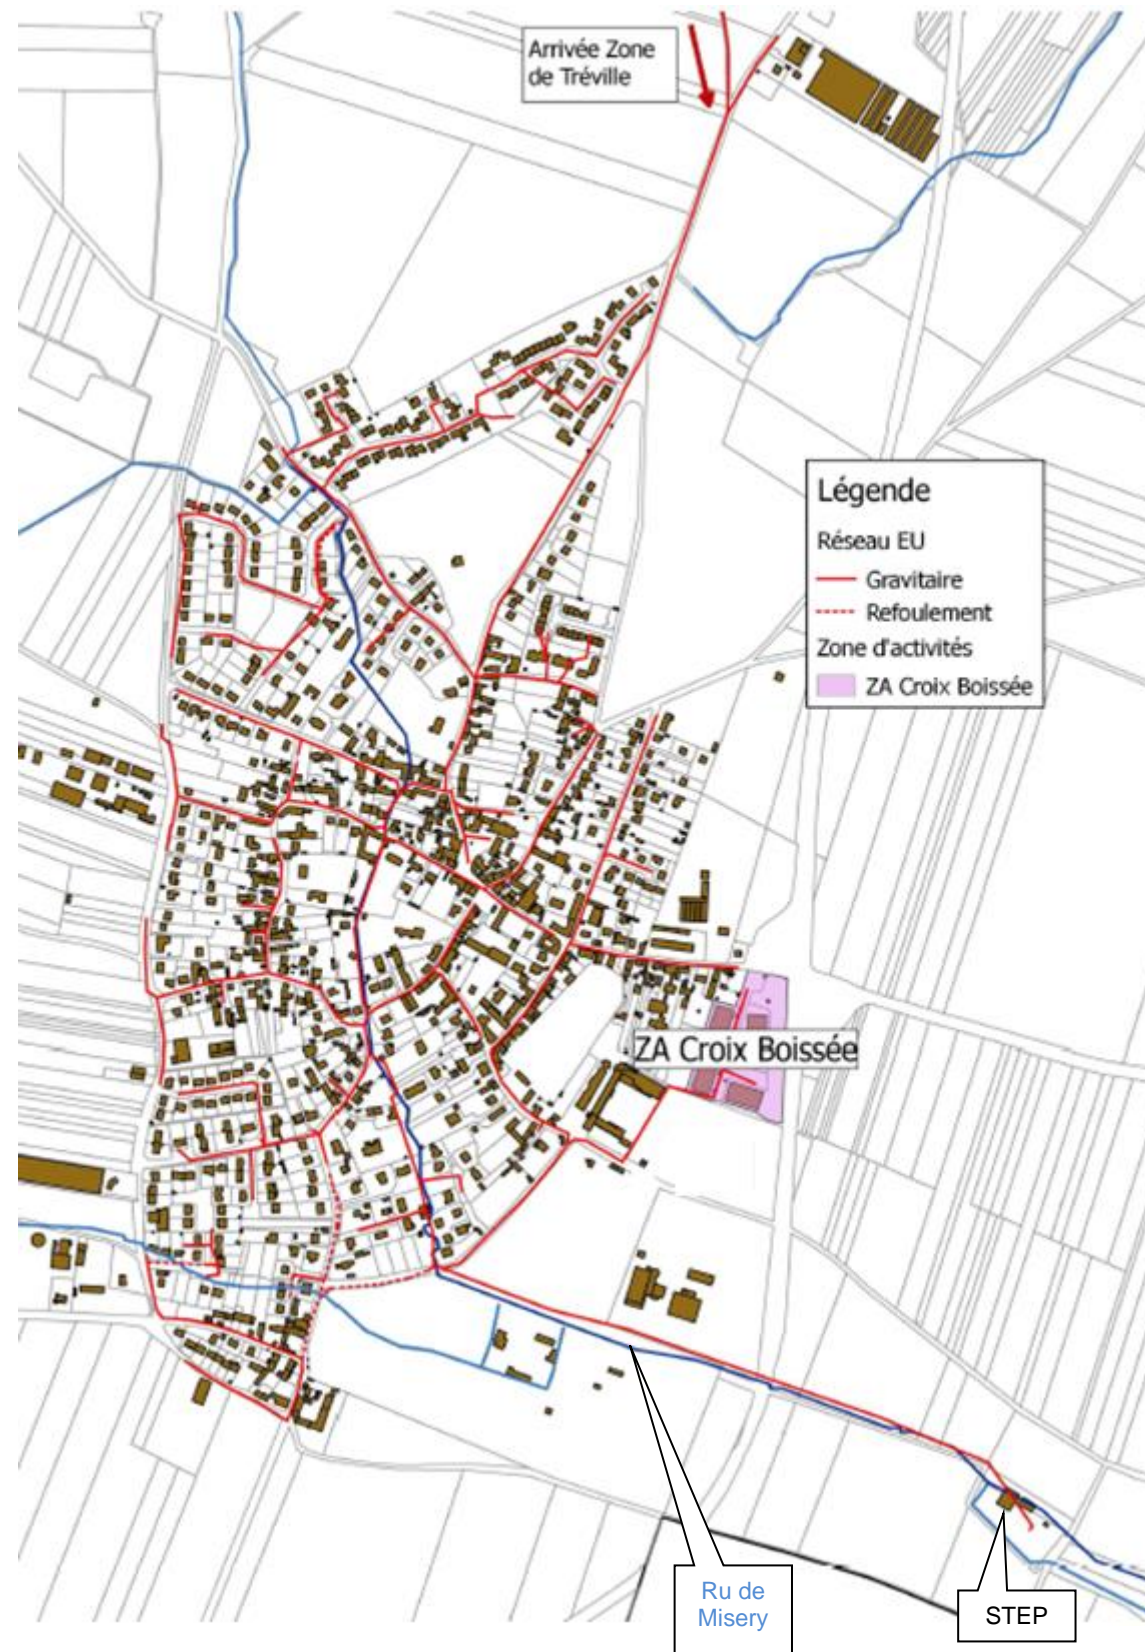 Arrivée Zone
de Tréville
Légende
Réseau EU
Gravitaire
Refoulement
Zone d'activités
ZA Croix Boissée
ZA Croix Boissée
Ru de
Misery
STEP